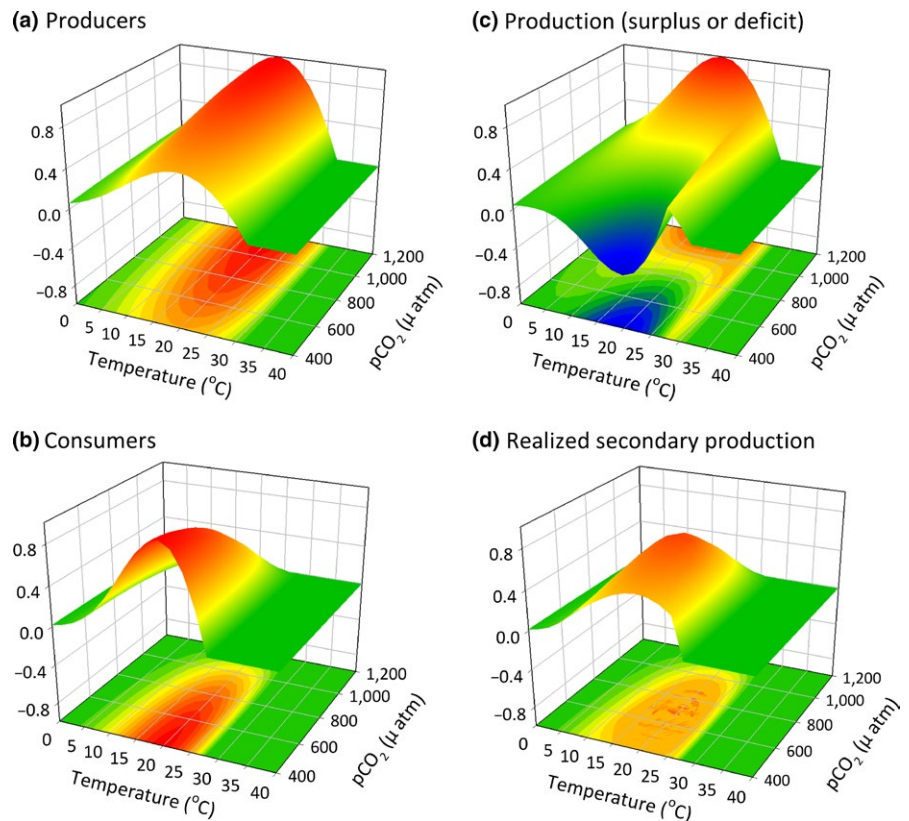 (a) Producers
0.8
0.4
0.0
−0.4
−0.8
0 5 10 15 20 25 30 35 40
Temperature (°C)
400 600 800 1,000 1,200
pCO₂ (µ atm)
(c) Production (surplus or deficit)
0.8
0.4
0.0
−0.4
−0.8
0 5 10 15 20 25 30 35 40
Temperature (°C)
400 600 800 1,000 1,200
pCO₂ (µ atm)
(b) Consumers
0.8
0.4
0.0
−0.4
−0.8
0 5 10 15 20 25 30 35 40
Temperature (°C)
400 600 800 1,000 1,200
pCO₂ (µ atm)
(d) Realized secondary production
0.8
0.4
0.0
−0.4
−0.8
0 5 10 15 20 25 30 35 40
Temperature (°C)
400 600 800 1,000 1,200
pCO₂ (µ atm)